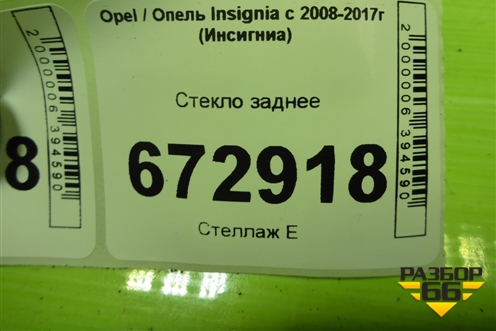 Opel / Опель Insignia с 2008-2017г
(Инсигниа)
Стекло заднее
672918
Стеллаж Е
2000006394590
2000006394590
8
РАЗБОР
66